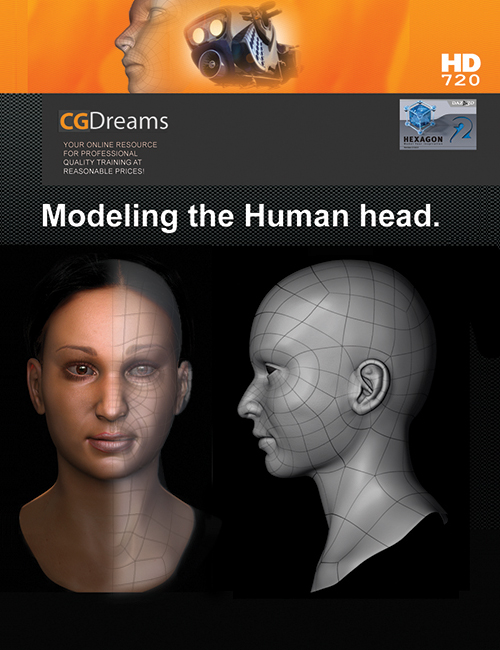 HD
720
CGDreams
YOUR ONLINE RESOURCE
FOR PROFESSIONAL
QUALITY TRAINING AT
REASONABLE PRICES!
DAZ 3D
HEXAGON
2
Modeling the Human head.